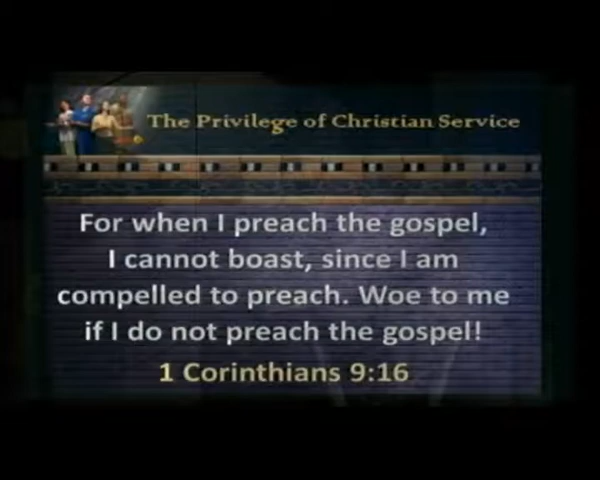 The Privilege of Christian Service
For when I preach the gospel,
I cannot boast, since I am
compelled to preach. Woe to me
if I do not preach the gospel!
1 Corinthians 9:16